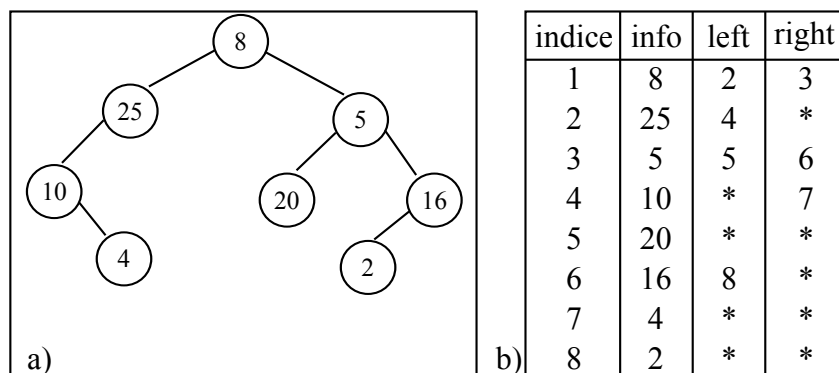 8
25
5
10
20
16
4
2
a)
indice info left right
1 8 2 3
2 25 4 *
3 5 5 6
4 10 * 7
5 20 * *
6 16 8 *
7 4 * *
8 2 * *
b)